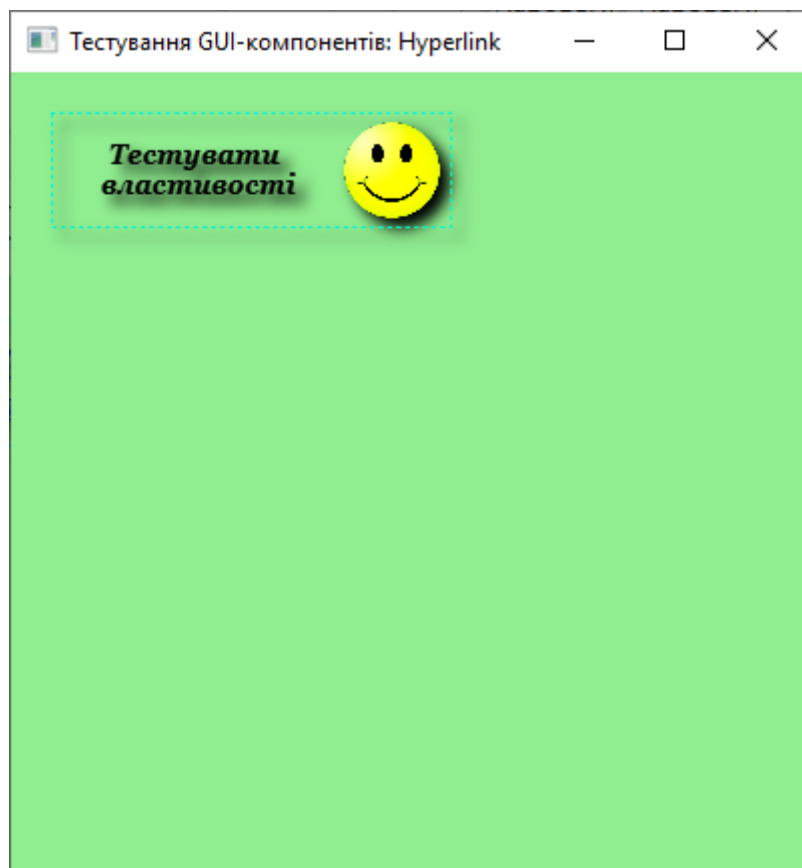 Тестування GUI-компонентів: Hyperlink
Тестувати
властивості